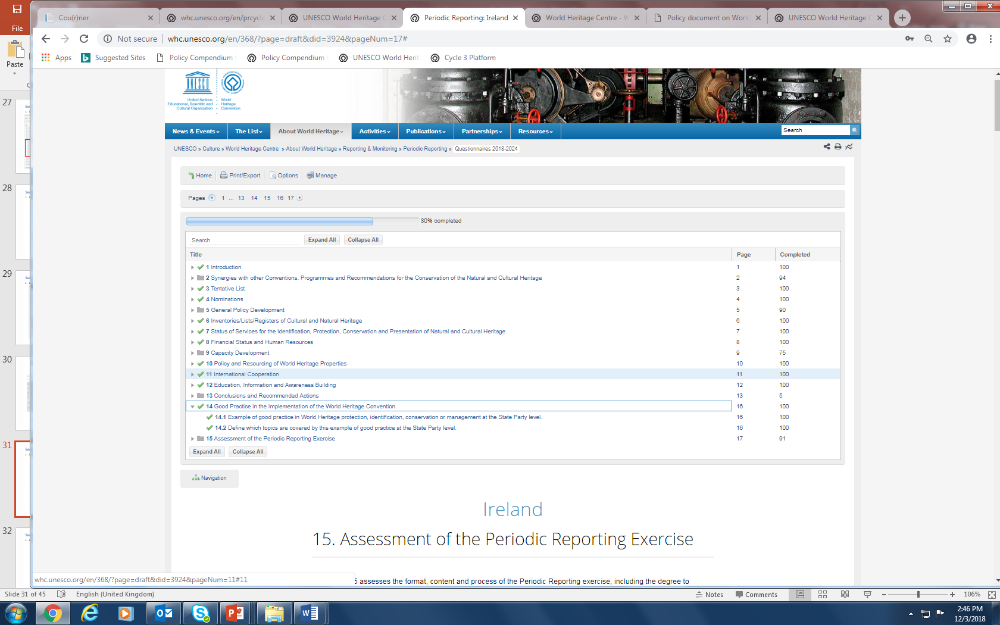 File
Paste
27
28
29
30
31
32
Cou(r)rier
whc.unesco.org/en/prcycle
UNESCO World Heritage C
Periodic Reporting: Ireland
World Heritage Centre - W
Policy document on World
UNESCO World Heritage C
Not secure
whc.unesco.org/en/368/?page=draft&did=3924&pageNum=17#
Apps
Suggested Sites
Policy Compendium
Policy Compendium
UNESCO World Herit
Cycle 3 Platform
UNESCO
United Nations
Educational, Scientific and
Cultural Organization
World
Heritage
Convention
News & Events
The List
About World Heritage
Activities
Publications
Partnerships
Resources
Search
UNESCO » Culture » World Heritage Centre » About World Heritage » Reporting & Monitoring » Periodic Reporting » Questionnaires 2018-2024
Home
Print/Export
Options
Manage
Pages 1 ... 13 14 15 16 17
80% completed
Search Expand All Collapse All
Title Page Completed
1 Introduction 1 100
2 Synergies with other Conventions, Programmes and Recommendations for the Conservation of the Natural and Cultural Heritage 2 94
3 Tentative List 3 100
4 Nominations 4 100
5 General Policy Development 5 90
6 Inventories/Lists/Registers of Cultural and Natural Heritage 6 100
7 Status of Services for the Identification, Protection, Conservation and Presentation of Natural and Cultural Heritage 7 100
8 Financial Status and Human Resources 8 100
9 Capacity Development 9 75
10 Policy and Resourcing of World Heritage Properties 10 100
11 International Cooperation 11 100
12 Education, Information and Awareness Building 12 100
13 Conclusions and Recommended Actions 13 5
14 Good Practice in the Implementation of the World Heritage Convention 16 100
14.1 Example of good practice in World Heritage protection, identification, conservation or management at the State Party level. 16 100
14.2 Define which topics are covered by this example of good practice at the State Party level. 16 100
15 Assessment of the Periodic Reporting Exercise 17 91
Expand All Collapse All
Navigation
Ireland
15. Assessment of the Periodic Reporting Exercise
5 assesses the format, content and process of the Periodic Reporting exercise, including the degree to
whc.unesco.org/en/368/?page=draft&did=3924&pageNum=11#11
Slide 31 of 45
English (United Kingdom)
Notes
Comments
106%
2:46 PM
12/3/2018